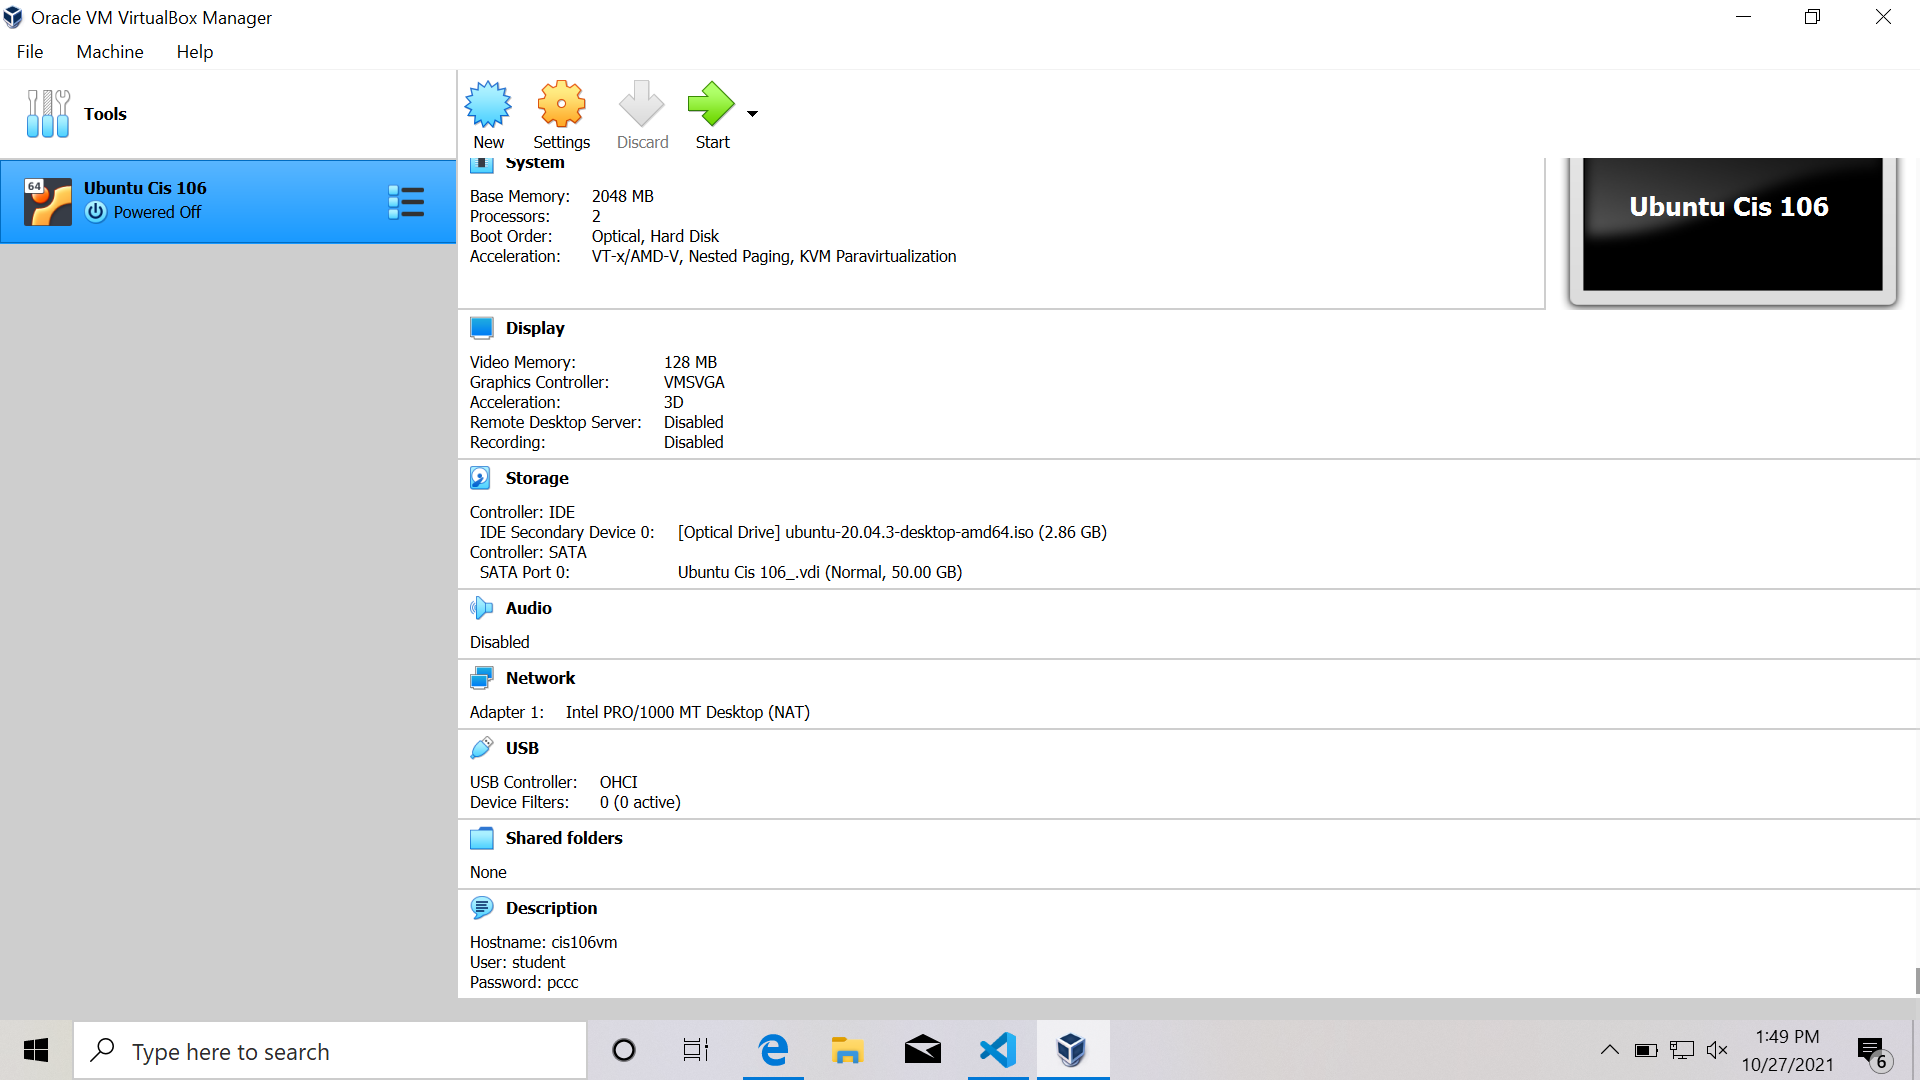 Oracle VM VirtualBox Manager
File Machine Help
Tools
New Settings Discard Start
64 Ubuntu Cis 106
Powered Off
System
Base Memory: 2048 MB
Processors: 2
Boot Order: Optical, Hard Disk
Acceleration: VT-x/AMD-V, Nested Paging, KVM Paravirtualization
Ubuntu Cis 106
Display
Video Memory: 128 MB
Graphics Controller: VMSVGA
Acceleration: 3D
Remote Desktop Server: Disabled
Recording: Disabled
Storage
Controller: IDE
IDE Secondary Device 0: [Optical Drive] ubuntu-20.04.3-desktop-amd64.iso (2.86 GB)
Controller: SATA
SATA Port 0: Ubuntu Cis 106_.vdi (Normal, 50.00 GB)
Audio
Disabled
Network
Adapter 1: Intel PRO/1000 MT Desktop (NAT)
USB
USB Controller: OHCI
Device Filters: 0 (0 active)
Shared folders
None
Description
Hostname: cis106vm
User: student
Password: pccc
Type here to search
1:49 PM
10/27/2021
6